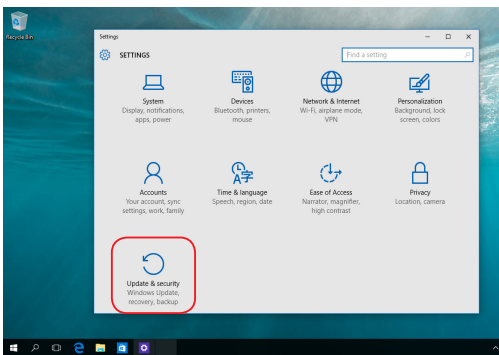 Recycle Bin
Settings
SETTINGS
Find a setting
System
Display, notifications,
apps, power
Devices
Bluetooth, printers,
mouse
Network & Internet
Wi-Fi, airplane mode,
VPN
Personalization
Background, lock
screen, colors
Accounts
Your account, sync
settings, work, family
Time & language
Speech, region, date
Ease of Access
Narrator, magnifier,
high contrast
Privacy
Location, camera
Update & security
Windows Update,
recovery, backup